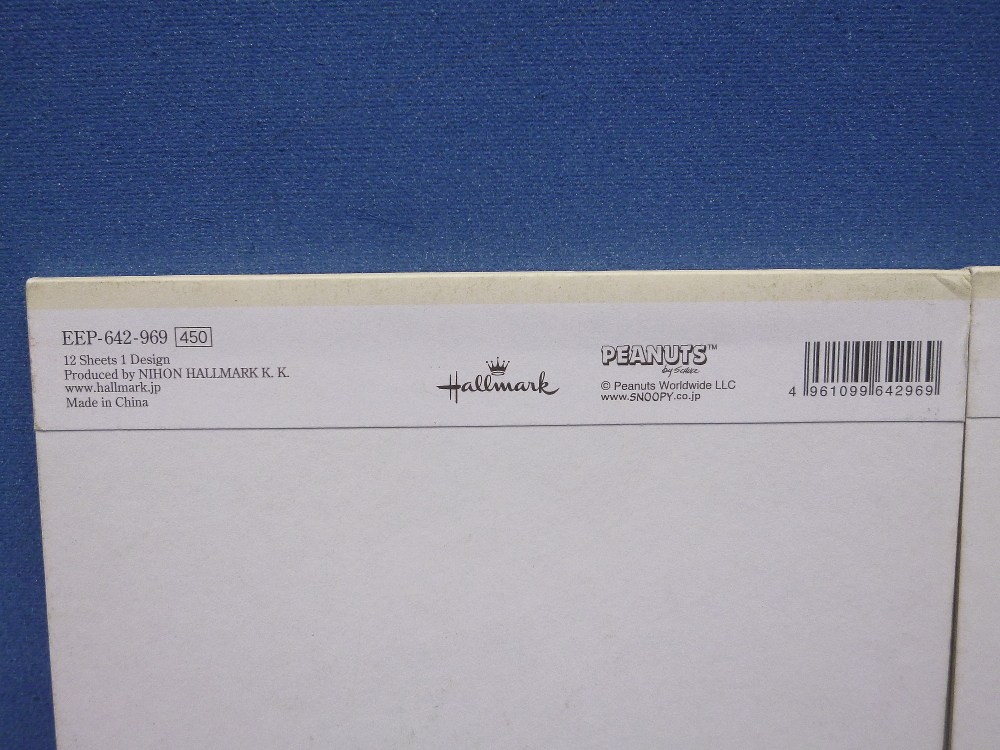 EEP-642-969 450
12 Sheets 1 Design
Produced by NIHON HALLMARK K. K.
www.hallmark.jp
Made in China
Hallmark
PEANUTS™
by Schulz
© Peanuts Worldwide LLC
www.SNOOPY.co.jp
4 961099 642969